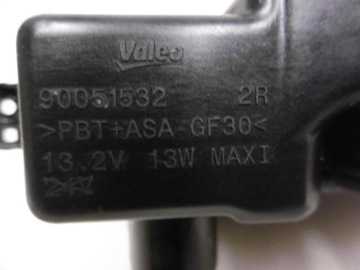 Valeo
90051532 2R
>PBT+ASA-GF30<
13.2V 13W MAXI